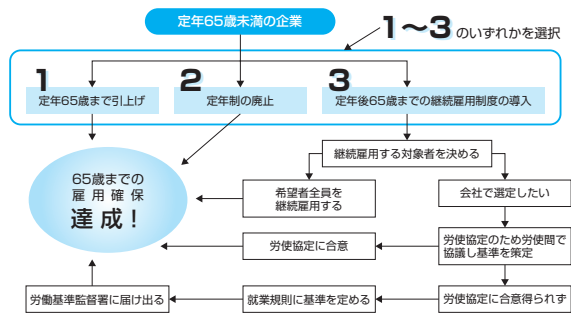 定年65歳未満の企業
1〜3のいずれかを選択
1
定年65歳まで引上げ
2
定年制の廃止
3
定年後65歳までの継続雇用制度の導入
継続雇用する対象者を決める
65歳までの
雇用確保
達成！
希望者全員を
継続雇用する
会社で選定したい
労使協定に合意
労使協定のため労使間で
協議し基準を策定
労働基準監督署に届け出る
就業規則に基準を定める
労使協定に合意得られず